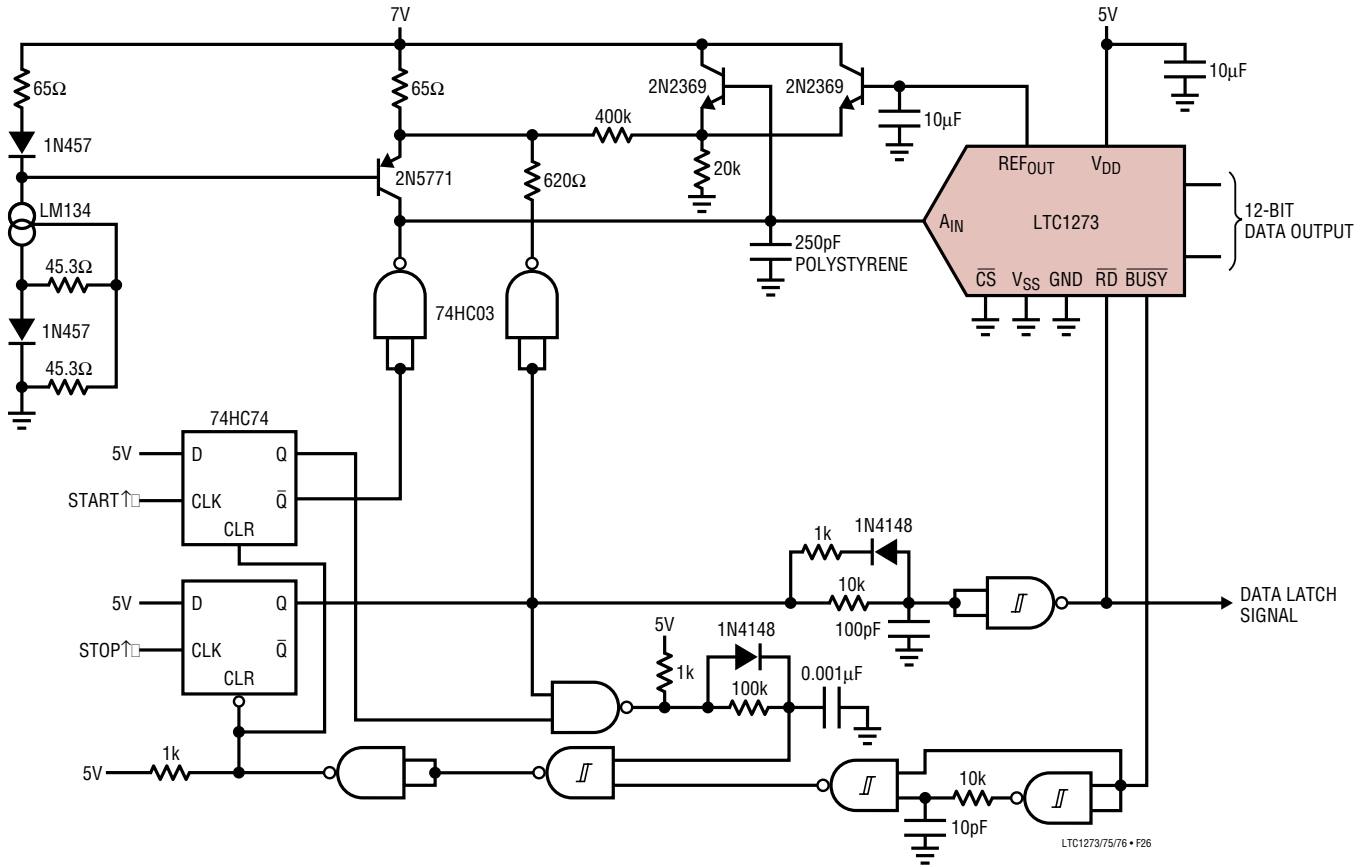 7V
5V
65Ω
65Ω
2N2369
2N2369
10µF
1N457
400k
10µF
REFOUT
VDD
2N5771
620Ω
20k
LM134
12-BIT
DATA OUTPUT
AIN
LTC1273
250pF
POLYSTYRENE
45.3Ω
CS VSS GND RD BUSY
74HC03
1N457
45.3Ω
74HC74
5V
D
Q
START↑
CLK
Q
CLR
1k
1N4148
5V
D
Q
10k
DATA LATCH
SIGNAL
STOP↑
CLK
Q
5V
1N4148
100pF
CLR
1k
100k
0.001µF
1k
5V
10k
10pF
LTC1273/75/76 • F26